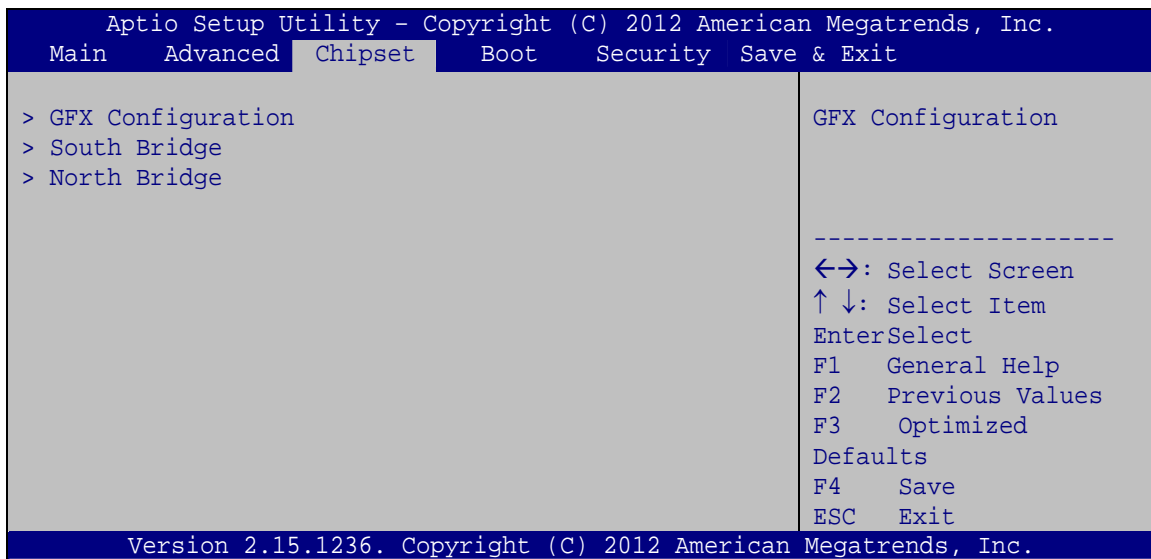 Aptio Setup Utility – Copyright (C) 2012 American Megatrends, Inc.
Main Advanced Chipset Boot Security Save & Exit
> GFX Configuration
> South Bridge
> North Bridge
GFX Configuration
---------------------
←→: Select Screen
↑ ↓: Select Item
EnterSelect
F1 General Help
F2 Previous Values
F3 Optimized
Defaults
F4 Save
ESC Exit
Version 2.15.1236. Copyright (C) 2012 American Megatrends, Inc.